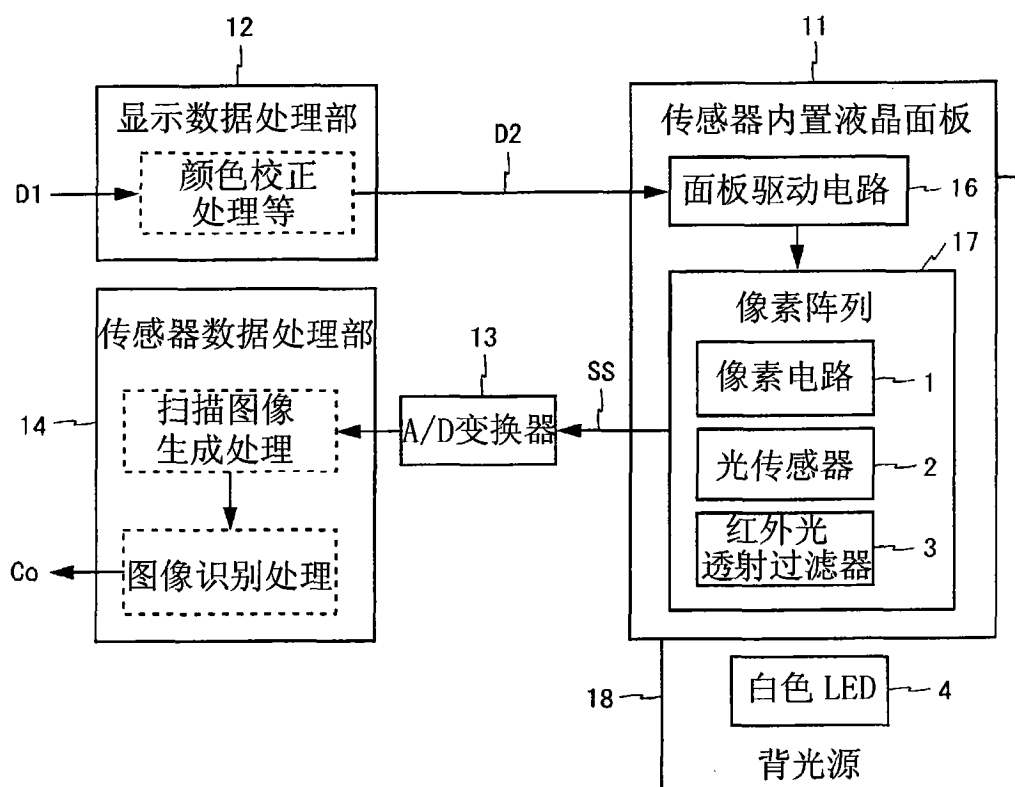 12
显示数据处理部
D1
颜色校正
处理等
D2
11
传感器内置液晶面板
面板驱动电路
16
17
像素阵列
像素电路
1
光传感器
2
红外光
透射过滤器
3
SS
13
A/D变换器
传感器数据处理部
14
扫描图像
生成处理
图像识别处理
Co
18
白色 LED
4
背光源